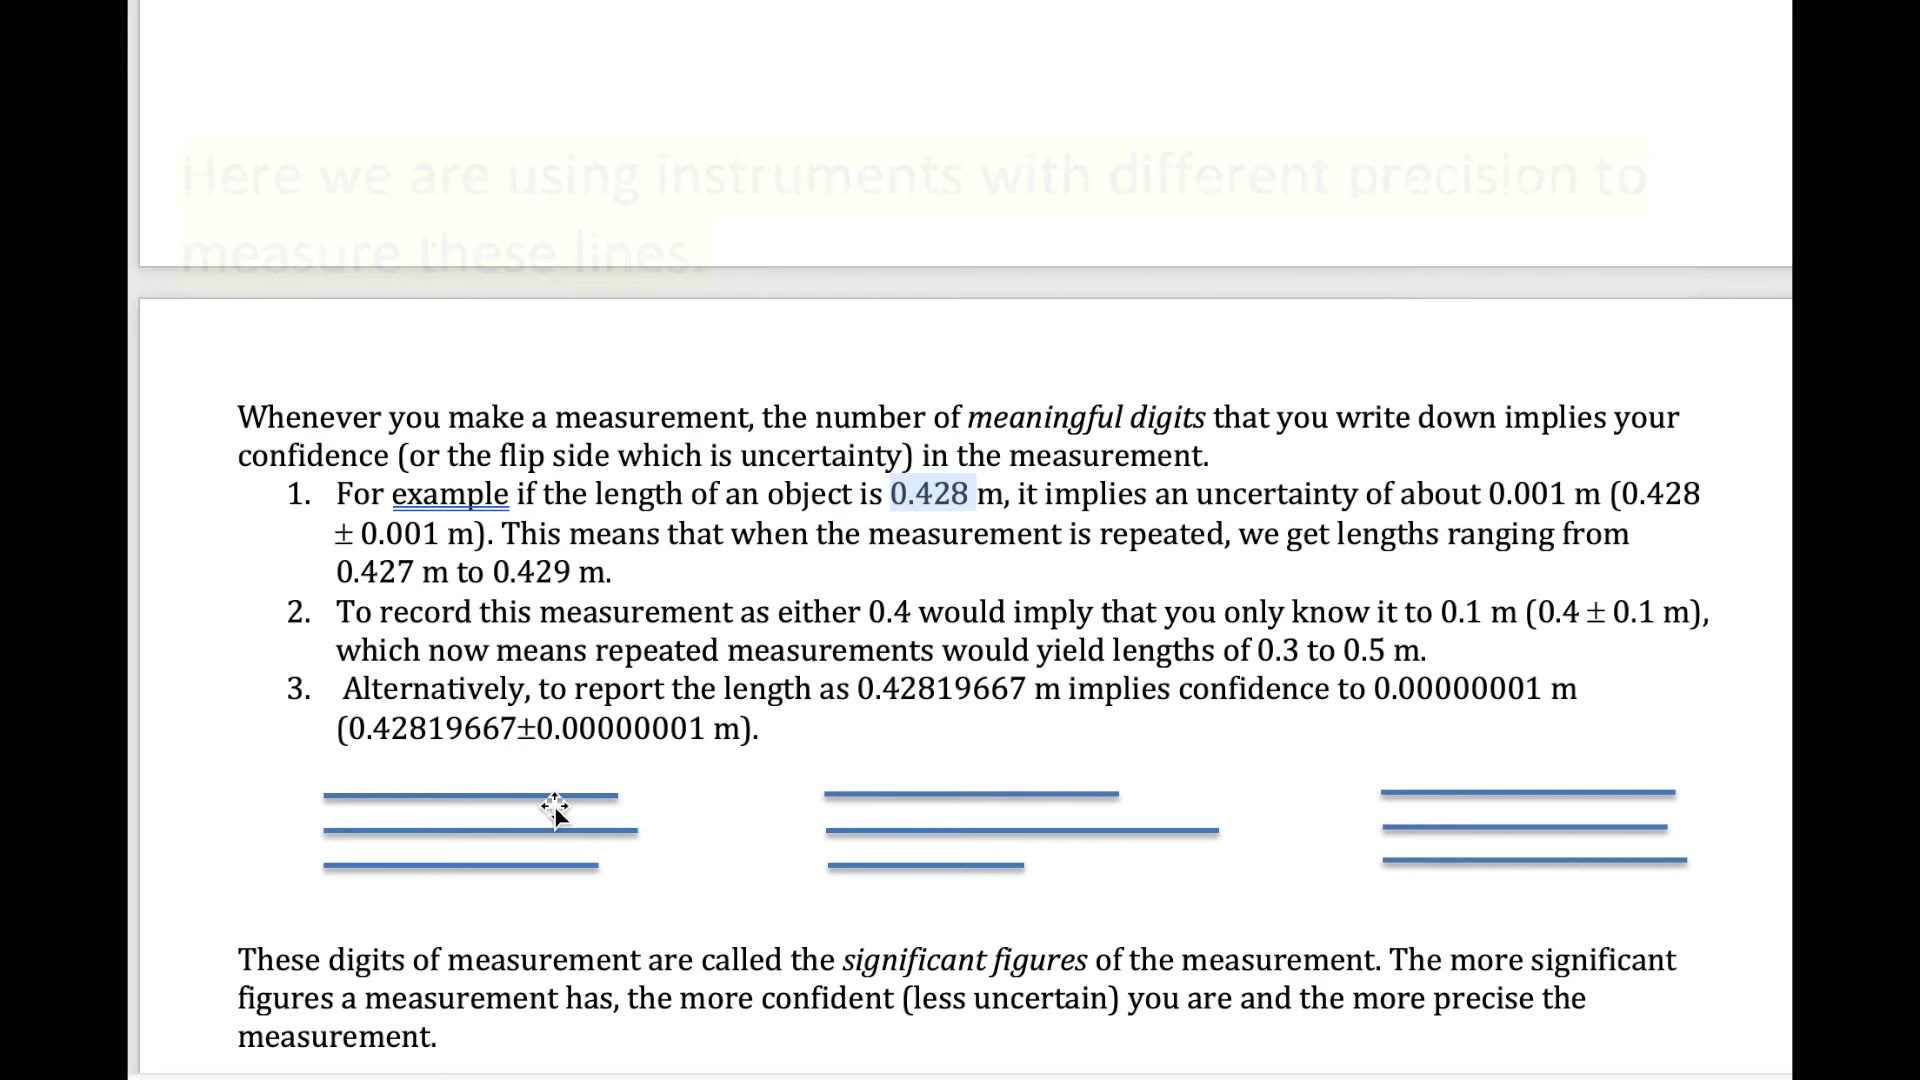 Here we are using instruments with different precision to
measure these lines.
Whenever you make a measurement, the number of meaningful digits that you write down implies your
confidence (or the flip side which is uncertainty) in the measurement.
1. For example if the length of an object is 0.428 m, it implies an uncertainty of about 0.001 m (0.428
± 0.001 m). This means that when the measurement is repeated, we get lengths ranging from
0.427 m to 0.429 m.
2. To record this measurement as either 0.4 would imply that you only know it to 0.1 m (0.4 ± 0.1 m),
which now means repeated measurements would yield lengths of 0.3 to 0.5 m.
3. Alternatively, to report the length as 0.42819667 m implies confidence to 0.00000001 m
(0.42819667±0.00000001 m).
These digits of measurement are called the significant figures of the measurement. The more significant
figures a measurement has, the more confident (less uncertain) you are and the more precise the
measurement.